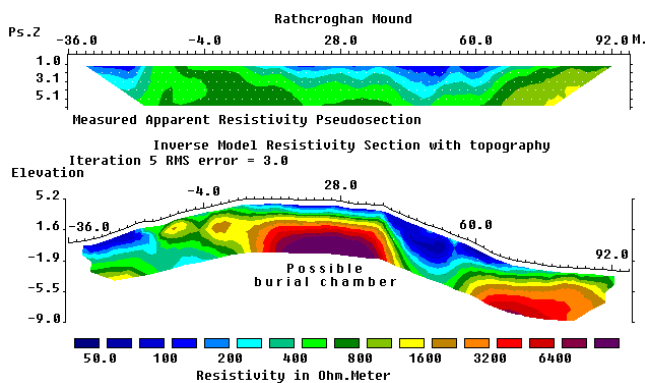 Rathcroghan Mound
Ps.Z
-36.0 -4.0 28.0 60.0 92.0 M.
1.0
3.1
5.1
Measured Apparent Resistivity Pseudosection
Inverse Model Resistivity Section with topography
Iteration 5 RMS error = 3.0
Elevation
5.2
1.6
-1.9
-5.5
-9.0
-36.0 -4.0 28.0 60.0 92.0
Possible
burial chamber
50.0 100 200 400 800 1600 3200 6400
Resistivity in Ohm.Meter